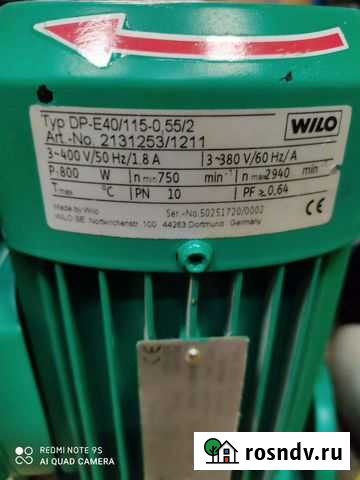 Typ DP-E40/115-0,55/2
Art.-No. 2131253/1211
WILO
3~400 V/50 Hz/1.8 A 3~380 V/60 Hz/ A
P₁ 800 W n min 750 min⁻¹ n max 2940 min⁻¹
Tmax. °C PN 10 PF ≥ 0,64
Made by Wilo Ser.-No. 50251720/0002
WILO SE Nortkirchenstr. 100 44263 Dortmund Germany
REDMI NOTE 9S
AI QUAD CAMERA
rosndv.ru